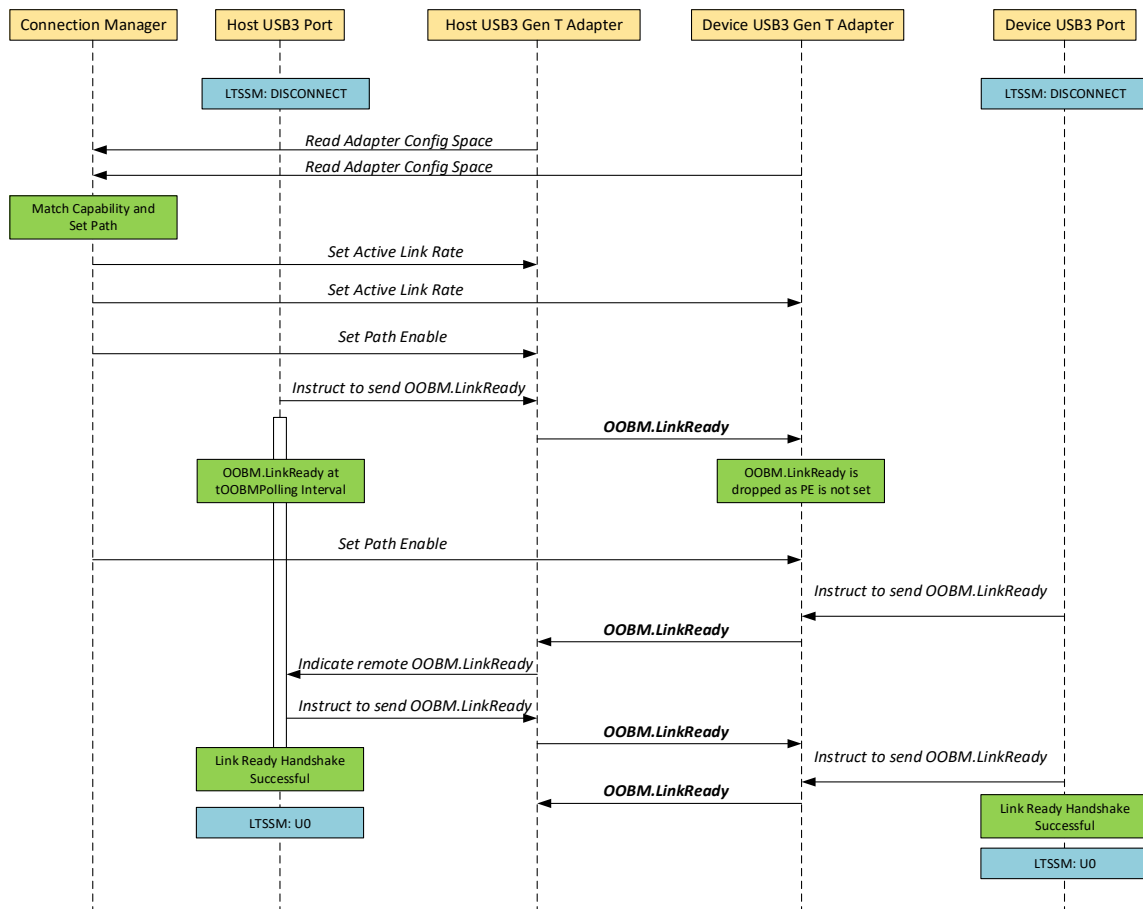 Connection Manager
Host USB3 Port
Host USB3 Gen T Adapter
Device USB3 Gen T Adapter
Device USB3 Port
LTSSM: DISCONNECT
LTSSM: DISCONNECT
Read Adapter Config Space
Read Adapter Config Space
Match Capability and
Set Path
Set Active Link Rate
Set Active Link Rate
Set Path Enable
Instruct to send OOBM.LinkReady
OOBM.LinkReady
OOBM.LinkReady at
tOOBMPolling Interval
OOBM.LinkReady is
dropped as PE is not set
Set Path Enable
Instruct to send OOBM.LinkReady
OOBM.LinkReady
Indicate remote OOBM.LinkReady
Instruct to send OOBM.LinkReady
OOBM.LinkReady
Instruct to send OOBM.LinkReady
Link Ready Handshake
Successful
OOBM.LinkReady
Link Ready Handshake
Successful
LTSSM: U0
LTSSM: U0